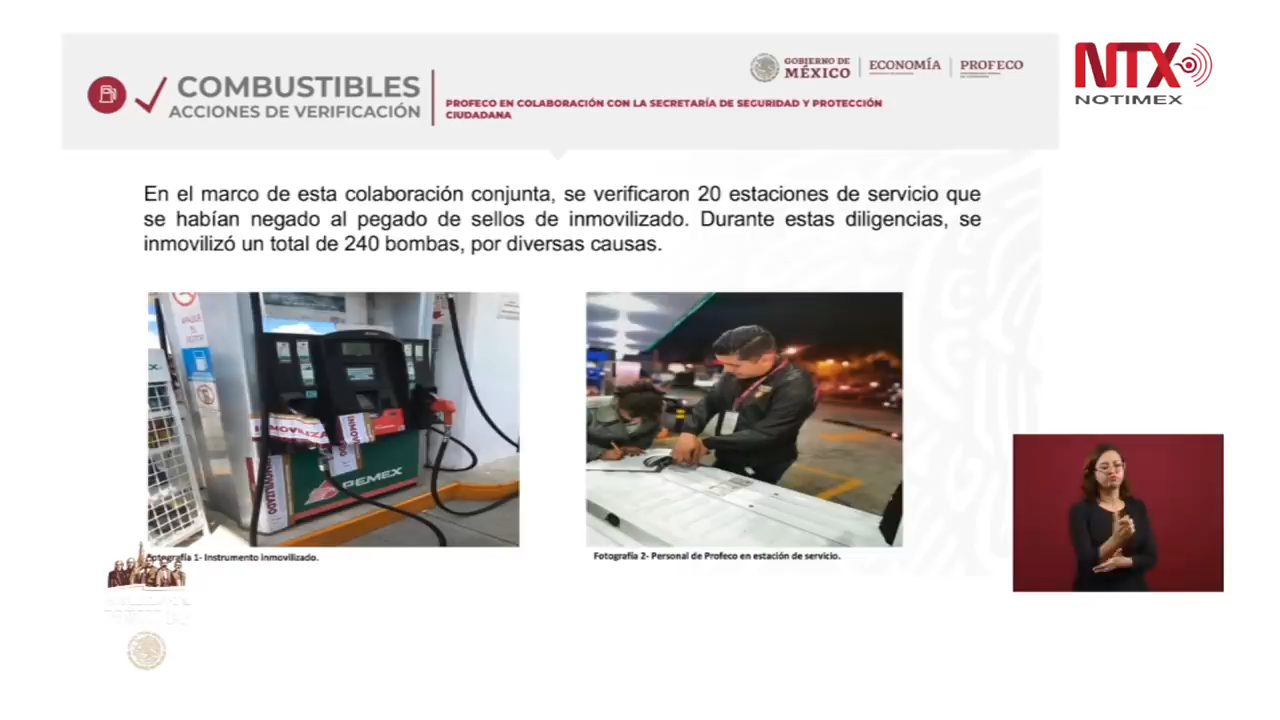 COMBUSTIBLES
ACCIONES DE VERIFICACIÓN
PROFECO EN COLABORACIÓN CON LA SECRETARÍA DE SEGURIDAD Y PROTECCIÓN
CIUDADANA
GOBIERNO DE
MÉXICO
ECONOMÍA
PROFECO
NTX
NOTIMEX
En el marco de esta colaboración conjunta, se verificaron 20 estaciones de servicio que
se habían negado al pegado de sellos de inmovilizado. Durante estas diligencias, se
inmovilizó un total de 240 bombas, por diversas causas.
INMOVILIZA
INMOVILIZADO
PEMEX
Fotografía 1- Instrumento inmovilizado.
Fotografía 2- Personal de Profeco en estación de servicio.